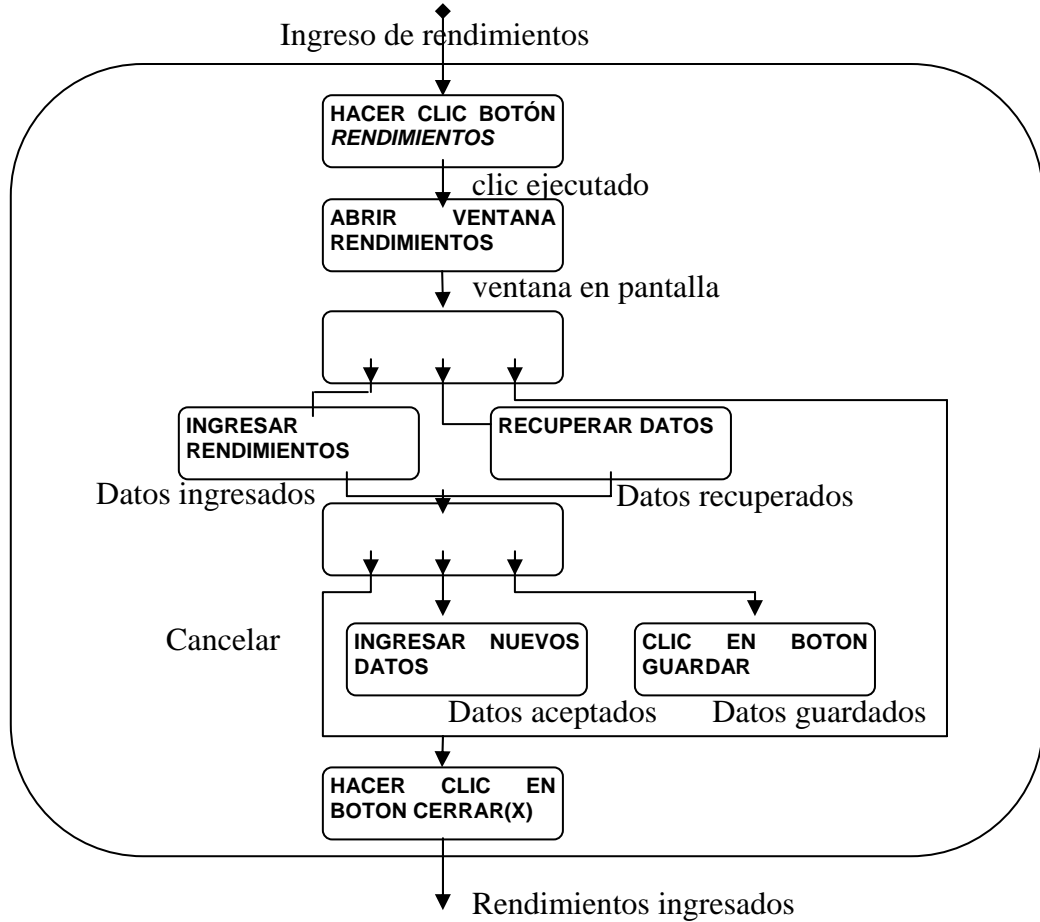 Ingreso de rendimientos
HACER CLIC BOTÓN
RENDIMIENTOS
clic ejecutado
ABRIR VENTANA
RENDIMIENTOS
ventana en pantalla
INGRESAR
RENDIMIENTOS
RECUPERAR DATOS
Datos ingresados
Datos recuperados
Cancelar
INGRESAR NUEVOS
DATOS
CLIC EN BOTON
GUARDAR
Datos aceptados
Datos guardados
HACER CLIC EN
BOTON CERRAR(X)
Rendimientos ingresados